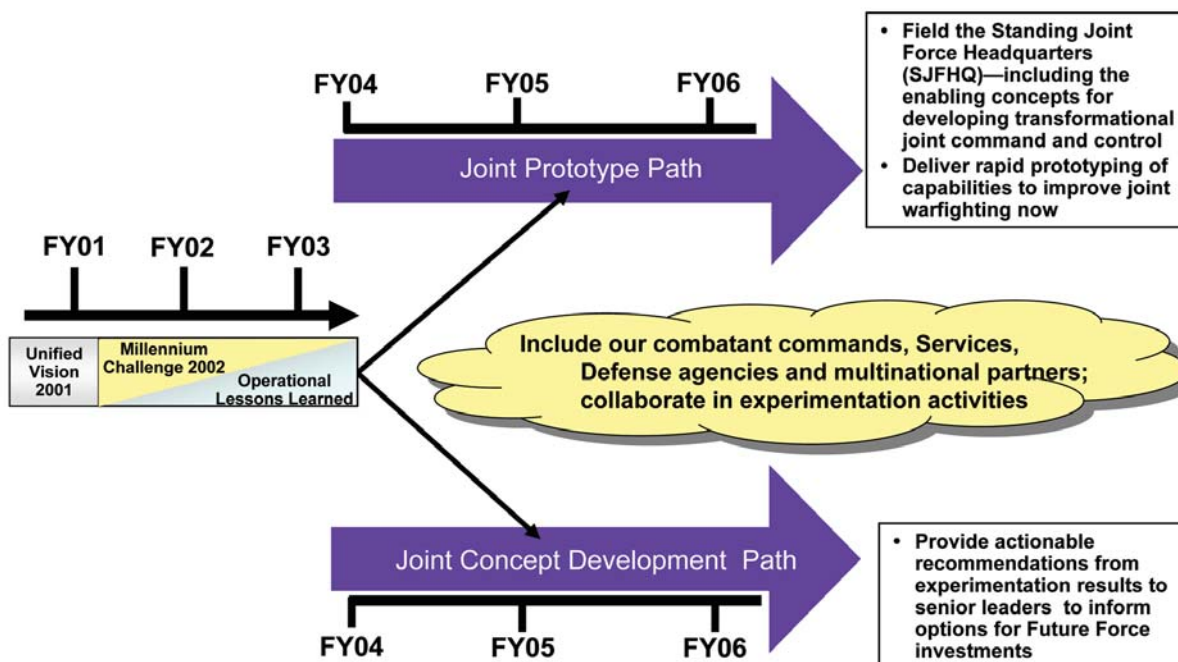 FY04 FY05 FY06
Joint Prototype Path
• Field the Standing Joint
Force Headquarters
(SJFHQ)—including the
enabling concepts for
developing transformational
joint command and control
• Deliver rapid prototyping of
capabilities to improve joint
warfighting now
FY01 FY02 FY03
Unified
Vision
2001
Millennium
Challenge 2002
Operational
Lessons Learned
Include our combatant commands, Services,
Defense agencies and multinational partners;
collaborate in experimentation activities
Joint Concept Development Path
FY04 FY05 FY06
• Provide actionable
recommendations from
experimentation results to
senior leaders to inform
options for Future Force
investments